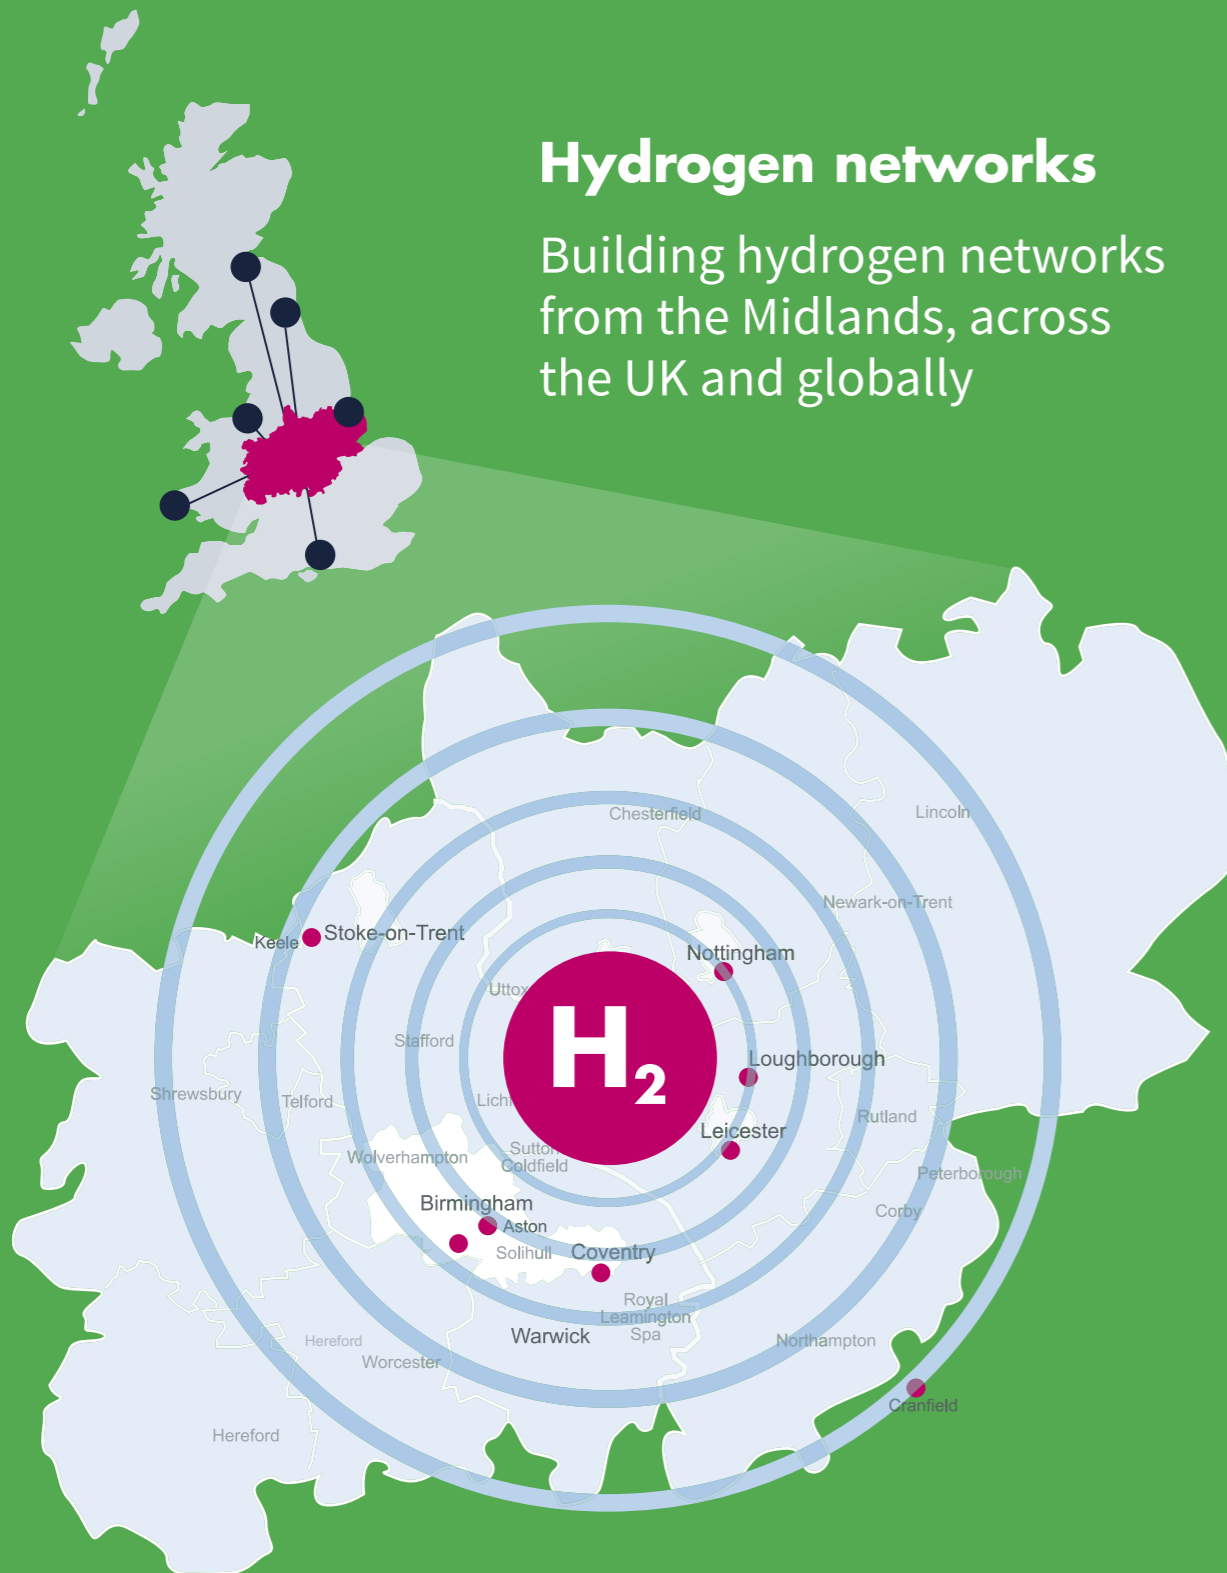 Hydrogen networks
Building hydrogen networks
from the Midlands, across
the UK and globally
Chesterfield
Lincoln
Newark-on-Trent
Stoke-on-Trent
Keele
Nottingham
Uttox
Stafford
H2
Loughborough
Shrewsbury
Telford
Lichf
Rutland
Leicester
Sutton
Coldfield
Wolverhampton
Peterborough
Birmingham
Aston
Corby
Solihull
Coventry
Royal
Leamington
Spa
Warwick
Hereford
Northampton
Worcester
Cranfield
Hereford